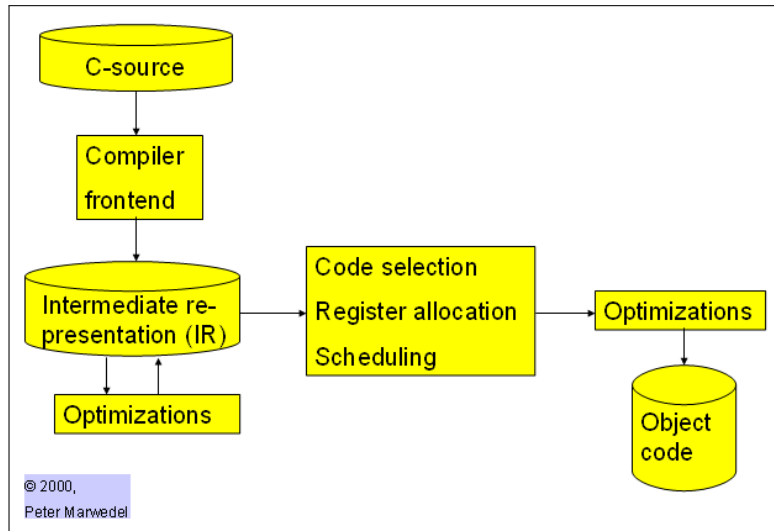 C-source
Compiler
frontend
Intermediate re-
presentation (IR)
Optimizations
Code selection
Register allocation
Scheduling
Optimizations
Object
code
© 2000,
Peter Marwedel